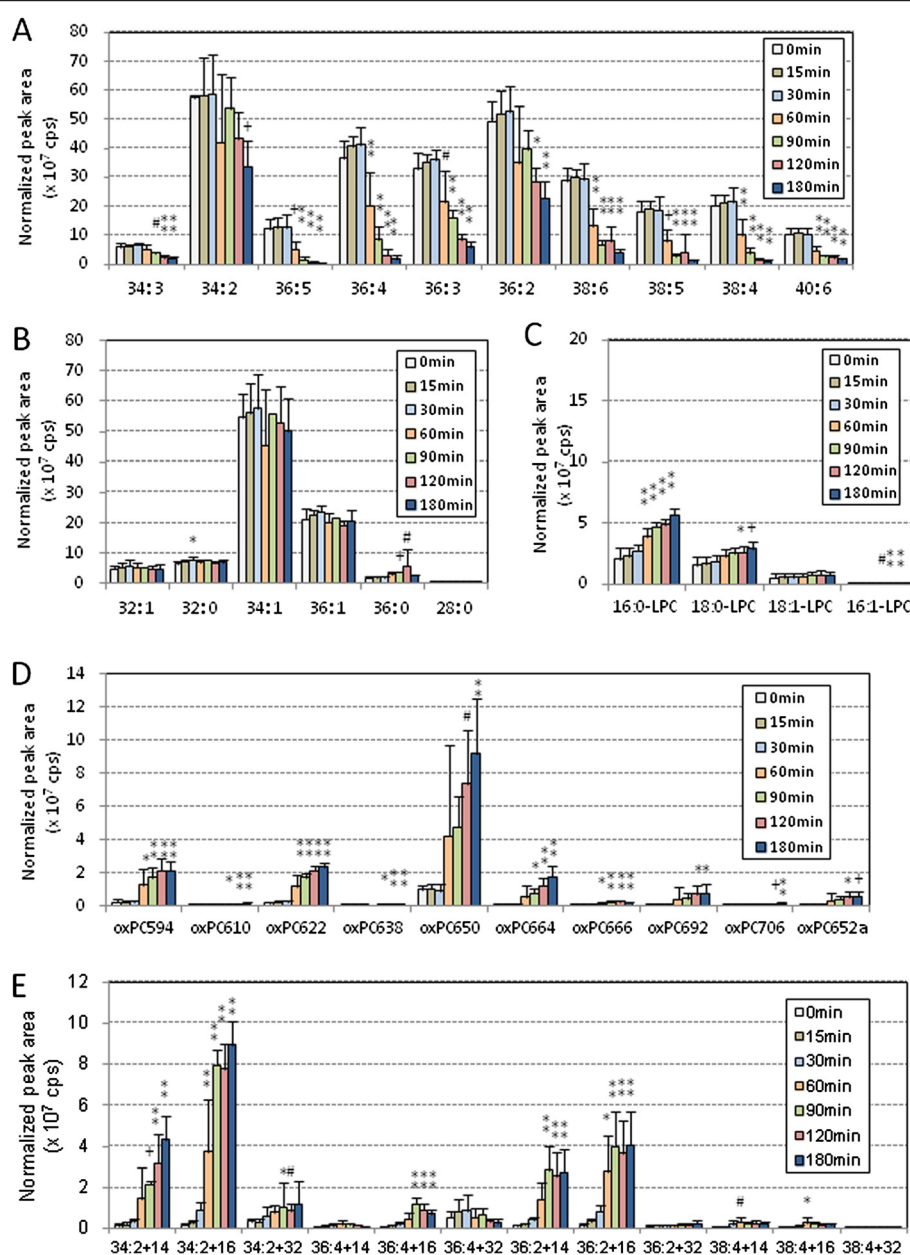 A
Normalized peak area
(x 10⁷ cps)
80
70
60
50
40
30
20
10
0
0min
15min
30min
60min
90min
120min
180min
34:3 34:2 36:5 36:4 36:3 36:2 38:6 38:5 38:4 40:6
B
Normalized peak area
(x 10⁷ cps)
80
70
60
50
40
30
20
10
0
0min
15min
30min
60min
90min
120min
180min
32:1 32:0 34:1 36:1 36:0 28:0
C
Normalized peak area
(x 10⁷ cps)
20
15
10
5
0
0min
15min
30min
60min
90min
120min
180min
16:0-LPC 18:0-LPC 18:1-LPC 16:1-LPC
D
Normalized peak area
(x 10⁷ cps)
14
12
10
8
6
4
2
0
0min
15min
30min
60min
90min
120min
180min
oxPC594 oxPC610 oxPC622 oxPC638 oxPC650 oxPC664 oxPC666 oxPC692 oxPC706 oxPC652a
E
Normalized peak area
(x 10⁷ cps)
12
10
8
6
4
2
0
0min
15min
30min
60min
90min
120min
180min
34:2+14 34:2+16 34:2+32 36:4+14 36:4+16 36:4+32 36:2+14 36:2+16 36:2+32 38:4+14 38:4+16 38:4+32